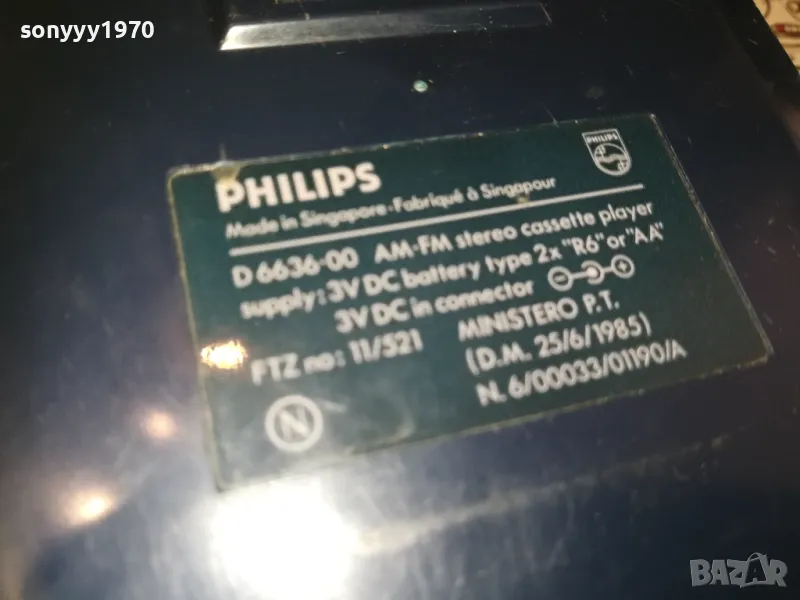 sonyyy1970
PHILIPS
PHILIPS
Made in Singapore-Fabriqué à Singapour
D 6636-00 AM-FM stereo cassette player
supply: 3V DC battery type 2x "R6" or "AA"
3V DC in connector
FTZ no: 11/521
MINISTERO P.T.
(D.M. 25/6/1985)
N. 6/00033/01190/A
N
BAZAR